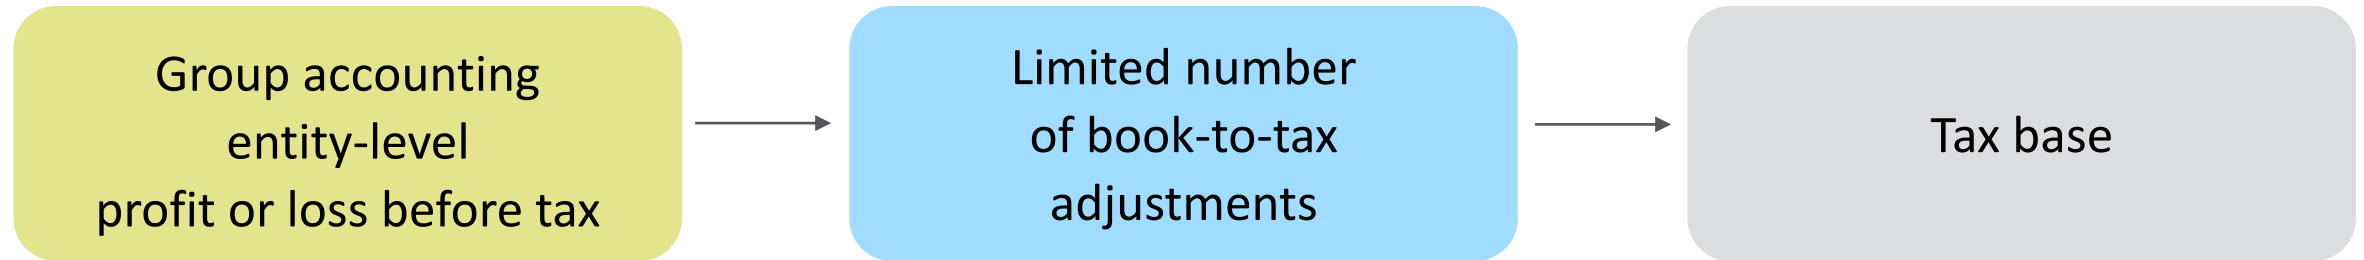 Group accounting
entity-level
profit or loss before tax
Limited number
of book-to-tax
adjustments
Tax base